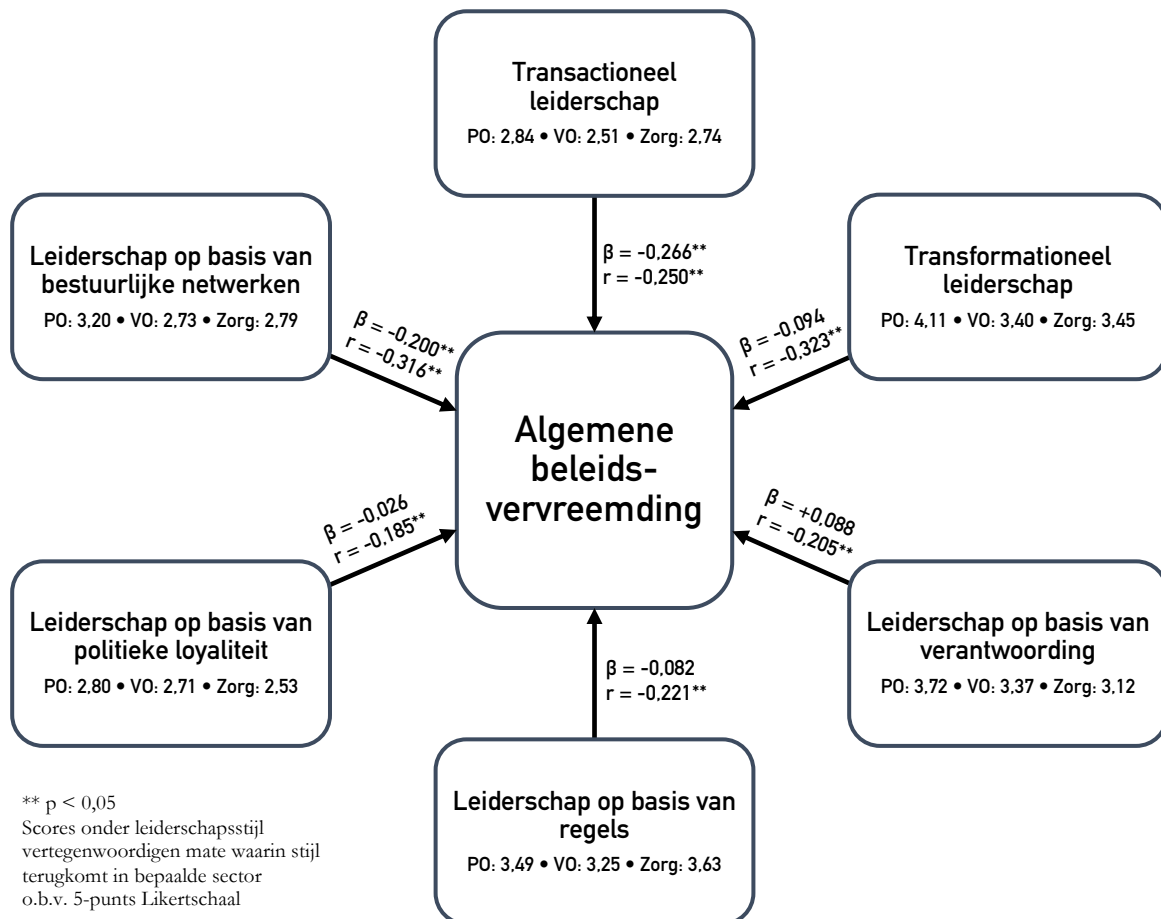 Transactioneel
leiderschap
PO: 2,84 • VO: 2,51 • Zorg: 2,74
β = -0,266**
r = -0,250**
Leiderschap op basis van
bestuurlijke netwerken
PO: 3,20 • VO: 2,73 • Zorg: 2,79
β = -0,200**
r = -0,316**
Transformationeel
leiderschap
PO: 4,11 • VO: 3,40 • Zorg: 3,45
β = -0,094
r = -0,323**
Algemene
beleids-
vervreemding
Leiderschap op basis van
politieke loyaliteit
PO: 2,80 • VO: 2,71 • Zorg: 2,53
β = -0,026
r = -0,185**
Leiderschap op basis van
verantwoording
PO: 3,72 • VO: 3,37 • Zorg: 3,12
β = +0,088
r = -0,205**
β = -0,082
r = -0,221**
Leiderschap op basis van
regels
PO: 3,49 • VO: 3,25 • Zorg: 3,63
** p < 0,05
Scores onder leiderschapsstijl
vertegenwoordigen mate waarin stijl
terugkomt in bepaalde sector
o.b.v. 5-punts Likertschaal